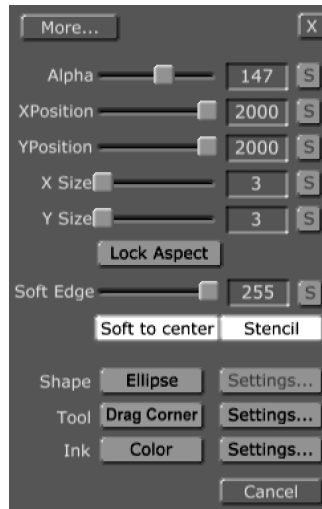 More... X
Alpha 147 S
XPosition 2000 S
YPosition 2000 S
X Size 3 S
Y Size 3 S
Lock Aspect
Soft Edge 255 S
Soft to center Stencil
Shape Ellipse Settings...
Tool Drag Corner Settings...
Ink Color Settings...
Cancel